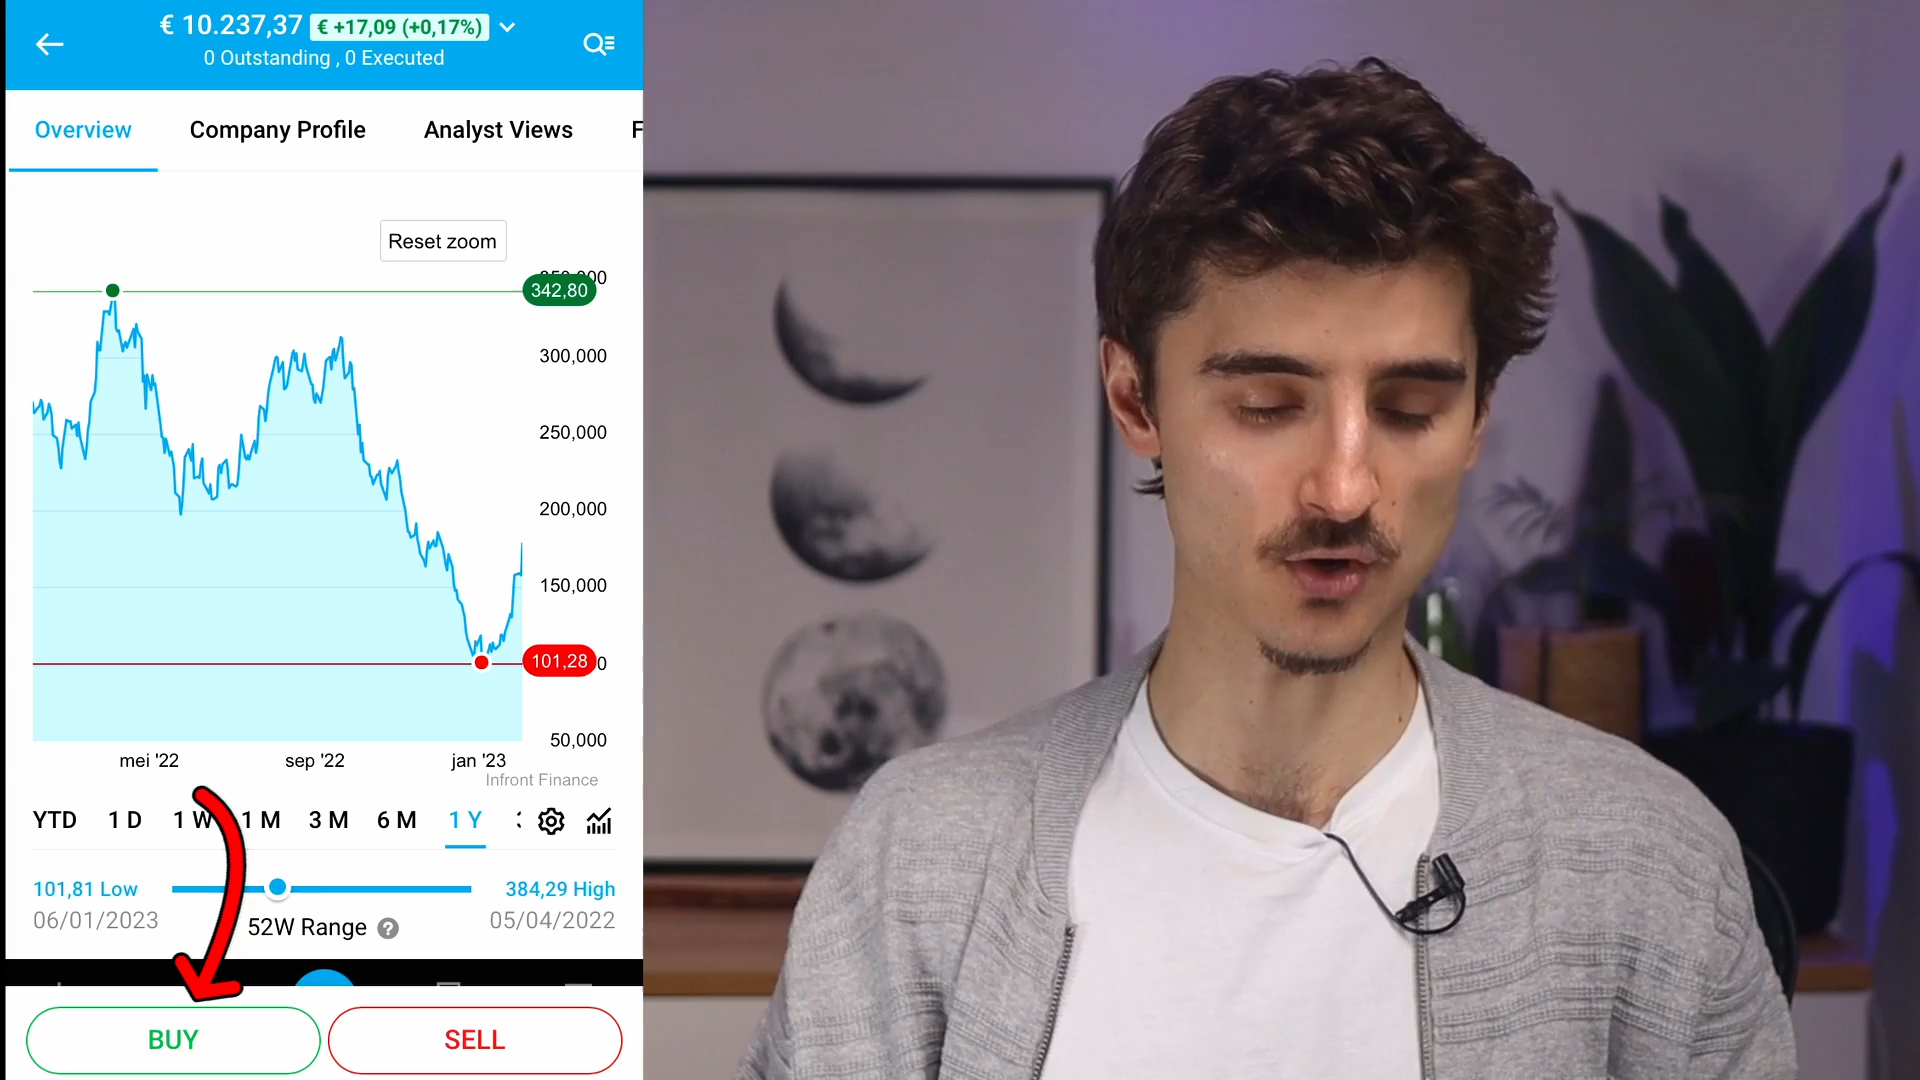 € 10.237,37 € +17,09 (+0,17%)
0 Outstanding , 0 Executed
Overview Company Profile Analyst Views F
Reset zoom
342,80
300,000
250,000
200,000
150,000
101,28
50,000
mei '22 sep '22 jan '23
Infront Finance
YTD 1 D 1 W 1 M 3 M 6 M 1 Y
101,81 Low 384,29 High
06/01/2023 52W Range ? 05/04/2022
BUY SELL